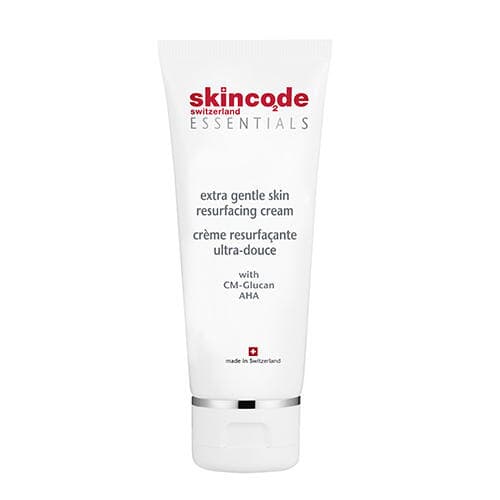 skincode
switzerland 2
ESSENTIALS
extra gentle skin
resurfacing cream
crème resurfaçante
ultra-douce
with
CM-Glucan
AHA
made in Switzerland